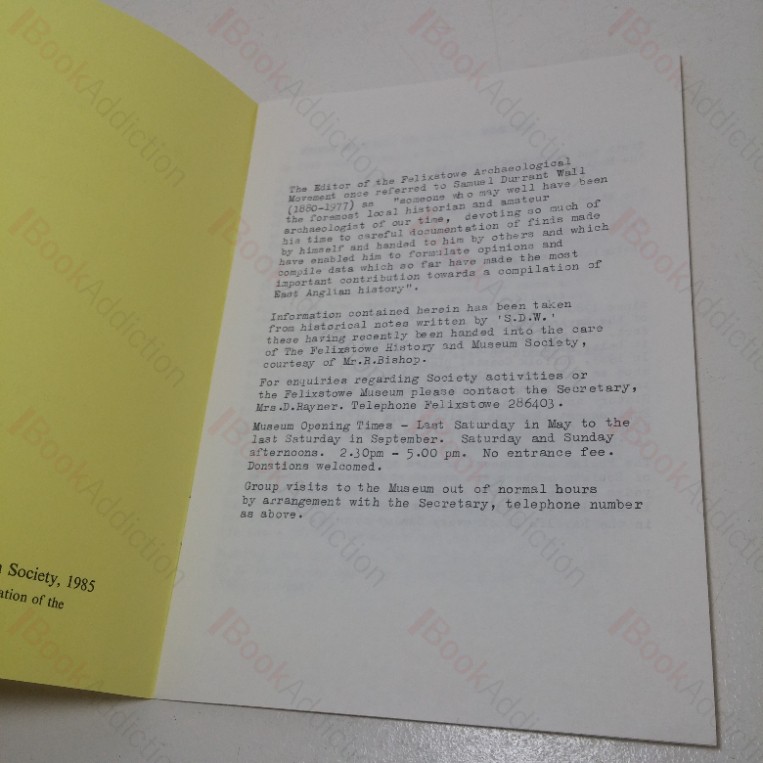 The Editor of the Felixstowe Archaeological
Movement once referred to Samuel Durrant Wall
(1880-1977) as "someone who may well have been
the foremost local historian and amateur
archaeologist of our time, devoting so much of
his time to careful documentation of finds made
by himself and handed to him by others and which
have enabled him to formulate opinions and
compile data which so far have made the most
important contribution towards a compilation of
East Anglian history".
Information contained herein has been taken
from historical notes written by 'S.D.W.'
these having recently been handed into the care
of The Felixstowe History and Museum Society,
courtesy of Mr.R.Bishop.
For enquiries regarding Society activities or
the Felixstowe Museum please contact the Secretary,
Mrs.D.Rayner. Telephone Felixstowe 286403.
Museum Opening Times - Last Saturday in May to the
last Saturday in September. Saturday and Sunday
afternoons. 2.30pm - 5.00 pm. No entrance fee.
Donations welcomed.
Group visits to the Museum out of normal hours
by arrangement with the Secretary, telephone number
as above.
Society, 1985
ation of the
BookAddiction